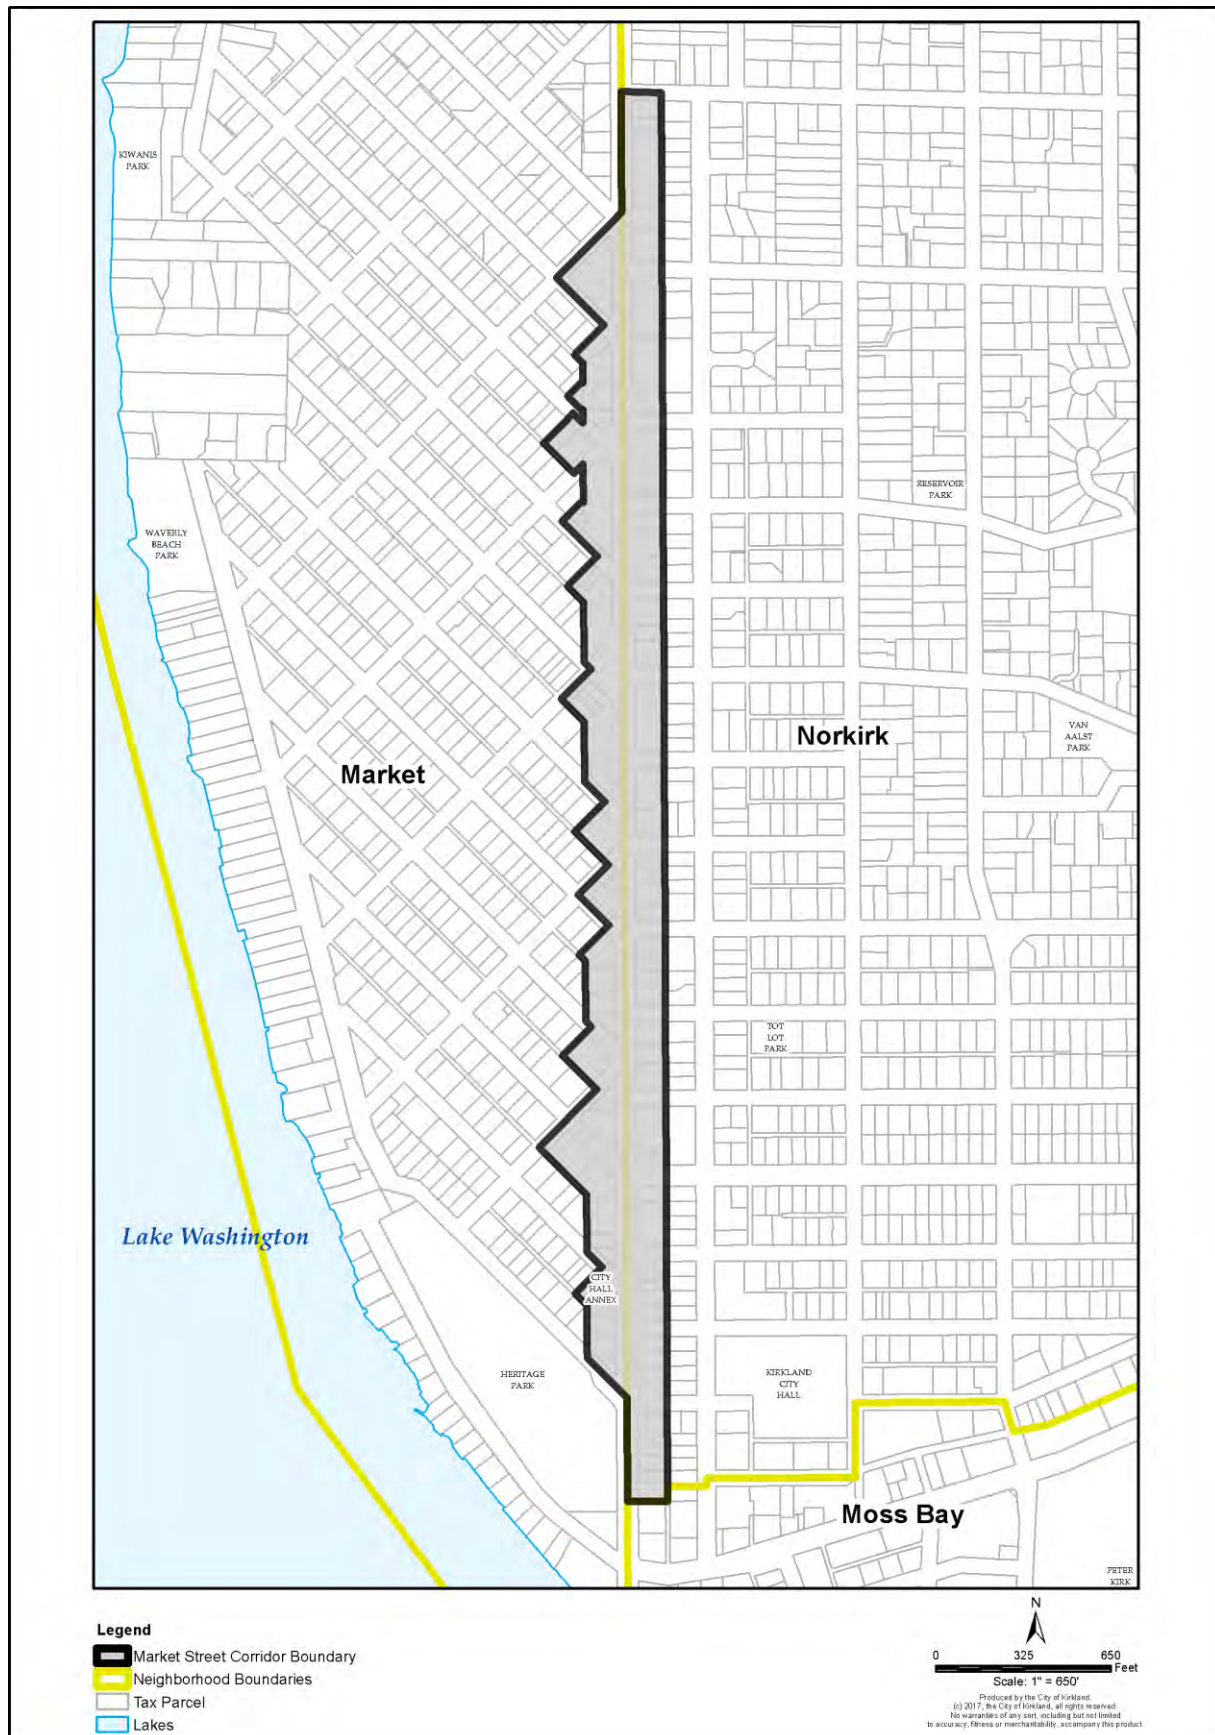 KIWANIS
PARK
WAVERLY
BEACH
PARK
RESERVOIR
PARK
Norkirk
VAN
AALST
PARK
Market
TOT
LOT
PARK
Lake Washington
CITY
HALL
ANNEX
HERITAGE
PARK
KIRKLAND
CITY
HALL
Moss Bay
PETER
KIRK
Legend
Market Street Corridor Boundary
Neighborhood Boundaries
Tax Parcel
Lakes
N
0 325 650
Feet
Scale: 1" = 650'
Produced by the City of Kirkland.
(c) 2017, the City of Kirkland, all rights reserved.
No warranties of any sort, including but not limited
to accuracy, fitness or merchantability, accompany this product.